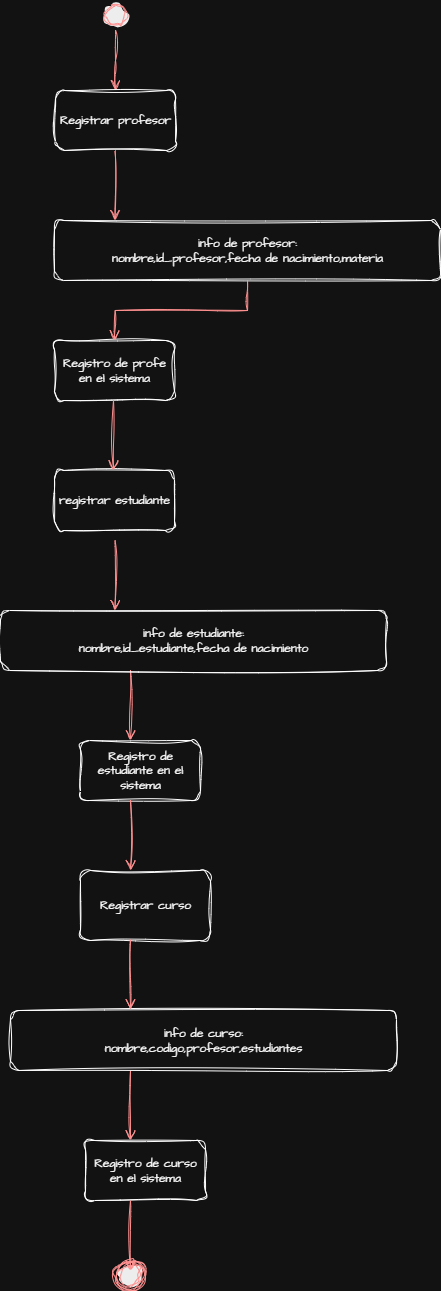 Registrar profesor
info de profesor:
nombre,id_profesor,fecha de nacimiento,materia
Registro de profe
en el sistema
registrar estudiante
info de estudiante:
nombre,id_estudiante,fecha de nacimiento
Registro de
estudiante en el
sistema
Registrar curso
info de curso:
nombre,codigo,profesor,estudiantes
Registro de curso
en el sistema